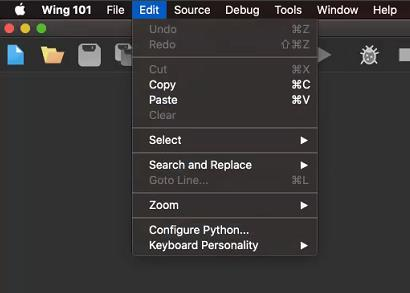 Wing 101 File Edit Source Debug Tools Window Help
Undo ⌘Z
Redo ⇧⌘Z
Cut ⌘X
Copy ⌘C
Paste ⌘V
Clear
Select ▶
Search and Replace ▶
Goto Line... ⌘L
Zoom ▶
Configure Python...
Keyboard Personality ▶